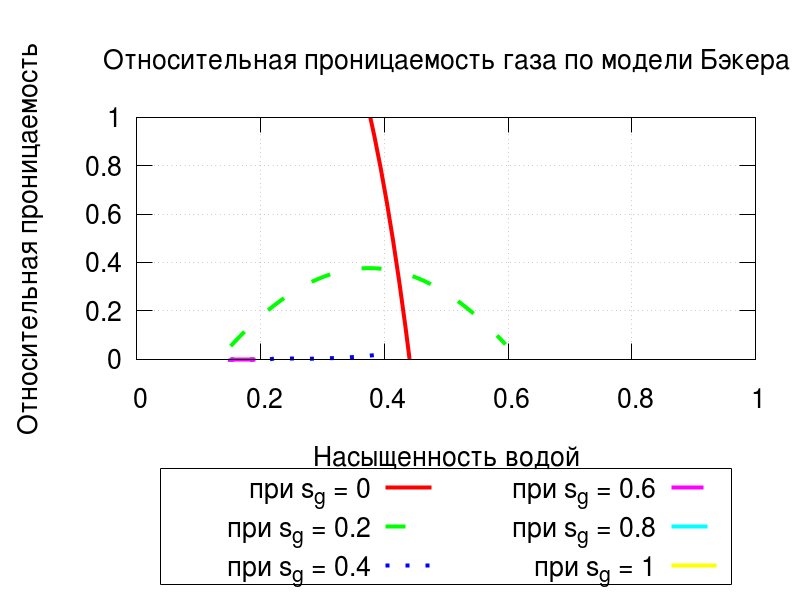 Относительная проницаемость газа по модели Бэкера
Относительная проницаемость
1
0.8
0.6
0.4
0.2
0
0 0.2 0.4 0.6 0.8 1
Насыщенность водой
при sg = 0 при sg = 0.6
при sg = 0.2 при sg = 0.8
при sg = 0.4 при sg = 1